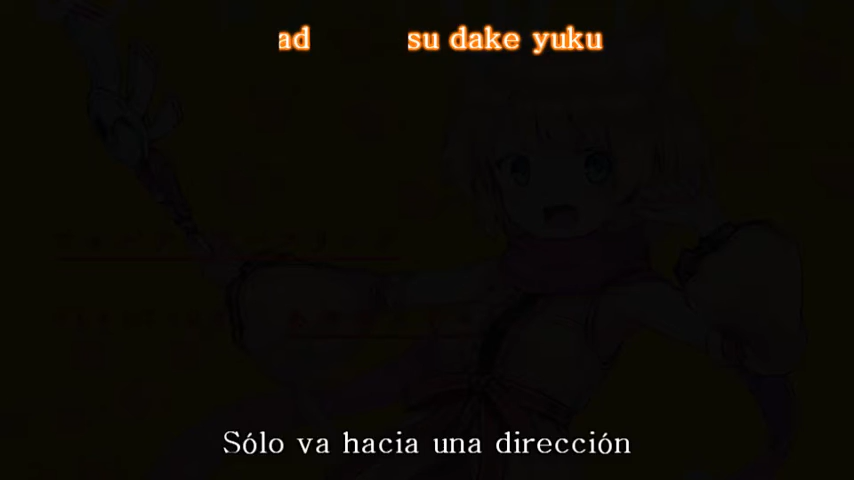 ad su dake yuku
Sólo va hacia una dirección